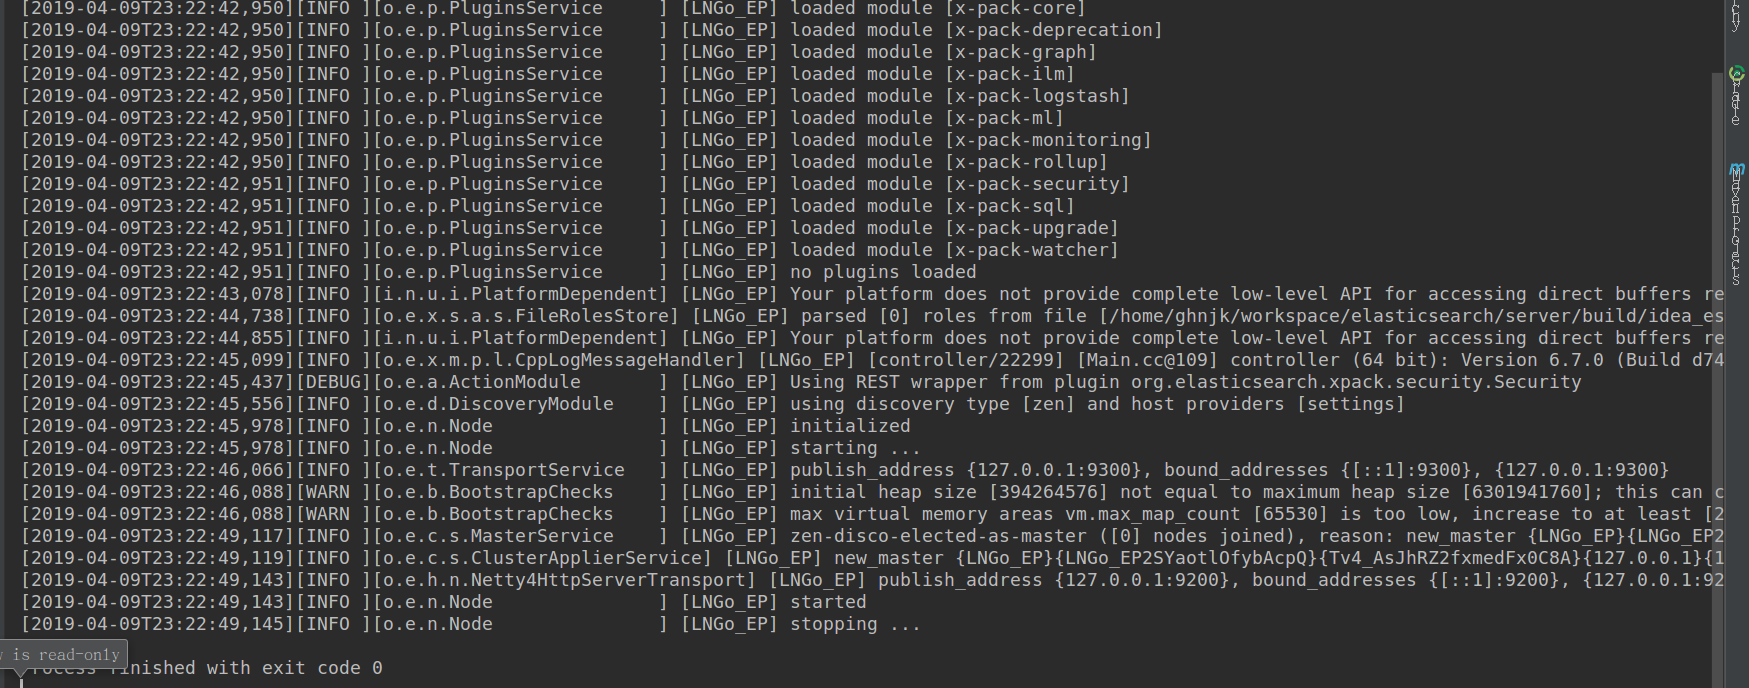 [2019-04-09T23:22:42,950][INFO ][o.e.p.PluginsService     ] [LNGo_EP] loaded module [x-pack-core]
[2019-04-09T23:22:42,950][INFO ][o.e.p.PluginsService     ] [LNGo_EP] loaded module [x-pack-deprecation]
[2019-04-09T23:22:42,950][INFO ][o.e.p.PluginsService     ] [LNGo_EP] loaded module [x-pack-graph]
[2019-04-09T23:22:42,950][INFO ][o.e.p.PluginsService     ] [LNGo_EP] loaded module [x-pack-ilm]
[2019-04-09T23:22:42,950][INFO ][o.e.p.PluginsService     ] [LNGo_EP] loaded module [x-pack-logstash]
[2019-04-09T23:22:42,950][INFO ][o.e.p.PluginsService     ] [LNGo_EP] loaded module [x-pack-ml]
[2019-04-09T23:22:42,950][INFO ][o.e.p.PluginsService     ] [LNGo_EP] loaded module [x-pack-monitoring]
[2019-04-09T23:22:42,950][INFO ][o.e.p.PluginsService     ] [LNGo_EP] loaded module [x-pack-rollup]
[2019-04-09T23:22:42,951][INFO ][o.e.p.PluginsService     ] [LNGo_EP] loaded module [x-pack-security]
[2019-04-09T23:22:42,951][INFO ][o.e.p.PluginsService     ] [LNGo_EP] loaded module [x-pack-sql]
[2019-04-09T23:22:42,951][INFO ][o.e.p.PluginsService     ] [LNGo_EP] loaded module [x-pack-upgrade]
[2019-04-09T23:22:42,951][INFO ][o.e.p.PluginsService     ] [LNGo_EP] loaded module [x-pack-watcher]
[2019-04-09T23:22:42,951][INFO ][o.e.p.PluginsService     ] [LNGo_EP] no plugins loaded
[2019-04-09T23:22:43,078][INFO ][i.n.u.i.PlatformDependent] [LNGo_EP] Your platform does not provide complete low-level API for accessing direct buffers re
[2019-04-09T23:22:44,738][INFO ][o.e.x.s.a.s.FileRolesStore] [LNGo_EP] parsed [0] roles from file [/home/ghnjk/workspace/elasticsearch/server/build/idea_es
[2019-04-09T23:22:44,855][INFO ][i.n.u.i.PlatformDependent] [LNGo_EP] Your platform does not provide complete low-level API for accessing direct buffers re
[2019-04-09T23:22:45,099][INFO ][o.e.x.m.p.l.CppLogMessageHandler] [LNGo_EP] [controller/22299] [Main.cc@109] controller (64 bit): Version 6.7.0 (Build d74
[2019-04-09T23:22:45,437][DEBUG][o.e.a.ActionModule       ] [LNGo_EP] Using REST wrapper from plugin org.elasticsearch.xpack.security.Security
[2019-04-09T23:22:45,556][INFO ][o.e.d.DiscoveryModule    ] [LNGo_EP] using discovery type [zen] and host providers [settings]
[2019-04-09T23:22:45,978][INFO ][o.e.n.Node               ] [LNGo_EP] initialized
[2019-04-09T23:22:45,978][INFO ][o.e.n.Node               ] [LNGo_EP] starting ...
[2019-04-09T23:22:46,066][INFO ][o.e.t.TransportService   ] [LNGo_EP] publish_address {127.0.0.1:9300}, bound_addresses {[::1]:9300}, {127.0.0.1:9300}
[2019-04-09T23:22:46,088][WARN ][o.e.b.BootstrapChecks    ] [LNGo_EP] initial heap size [394264576] not equal to maximum heap size [6301941760]; this can c
[2019-04-09T23:22:46,088][WARN ][o.e.b.BootstrapChecks    ] [LNGo_EP] max virtual memory areas vm.max_map_count [65530] is too low, increase to at least [2
[2019-04-09T23:22:49,117][INFO ][o.e.c.s.MasterService    ] [LNGo_EP] zen-disco-elected-as-master ([0] nodes joined), reason: new_master {LNGo_EP}{LNGo_EP2
[2019-04-09T23:22:49,119][INFO ][o.e.c.s.ClusterApplierService] [LNGo_EP] new_master {LNGo_EP}{LNGo_EP2SYaotlOfybAcpQ}{Tv4_AsJhRZ2fxmedFx0C8A}{127.0.0.1}{1
[2019-04-09T23:22:49,143][INFO ][o.e.h.n.Netty4HttpServerTransport] [LNGo_EP] publish_address {127.0.0.1:9200}, bound_addresses {[::1]:9200}, {127.0.0.1:92
[2019-04-09T23:22:49,143][INFO ][o.e.n.Node               ] [LNGo_EP] started
[2019-04-09T23:22:49,145][INFO ][o.e.n.Node               ] [LNGo_EP] stopping ...
is read-only
finished with exit code 0